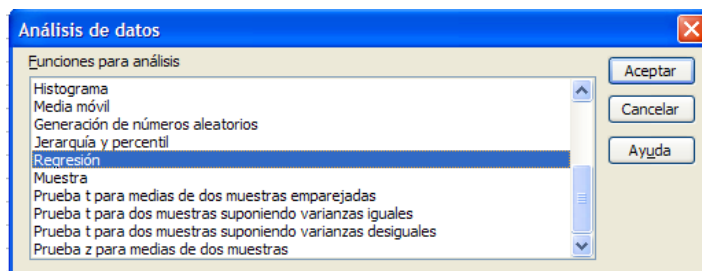 Análisis de datos
Funciones para análisis
Histograma
Media móvil
Generación de números aleatorios
Jerarquía y percentil
Regresión
Muestra
Prueba t para medias de dos muestras emparejadas
Prueba t para dos muestras suponiendo varianzas iguales
Prueba t para dos muestras suponiendo varianzas desiguales
Prueba z para medias de dos muestras
Aceptar
Cancelar
Ayuda